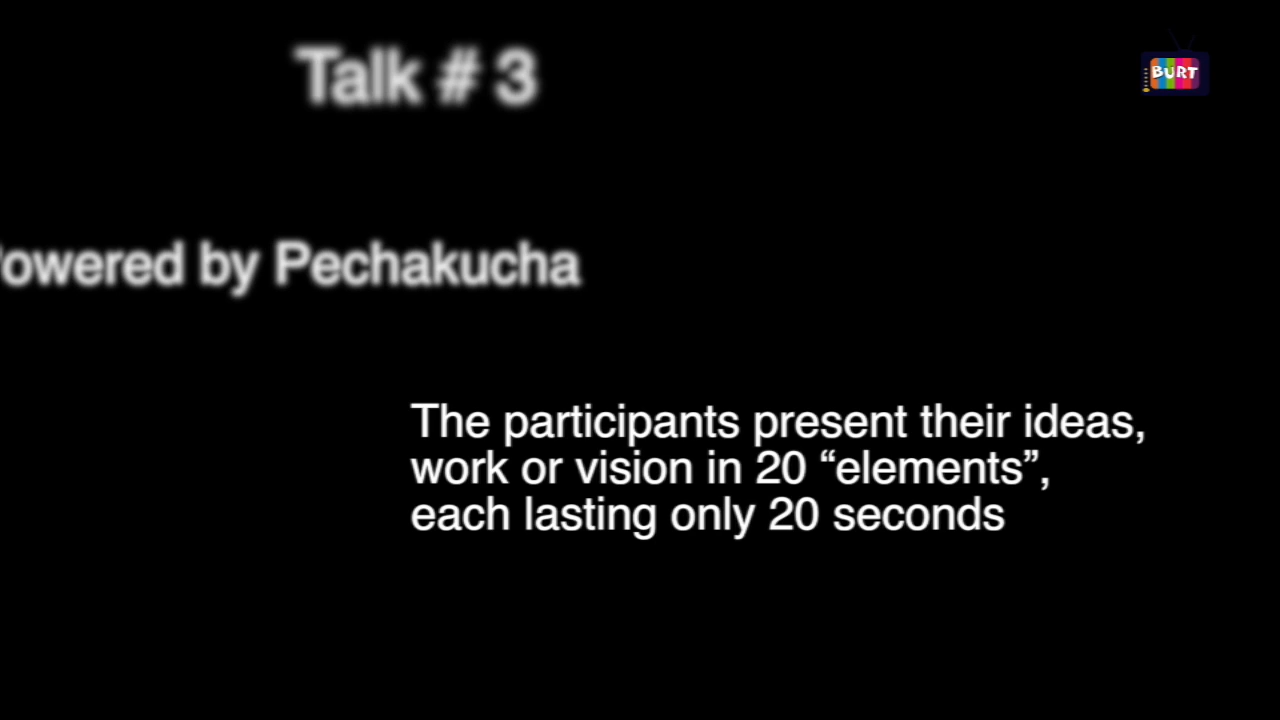 Talk # 3
BURT
Powered by Pechakucha
The participants present their ideas,
work or vision in 20 “elements”,
each lasting only 20 seconds